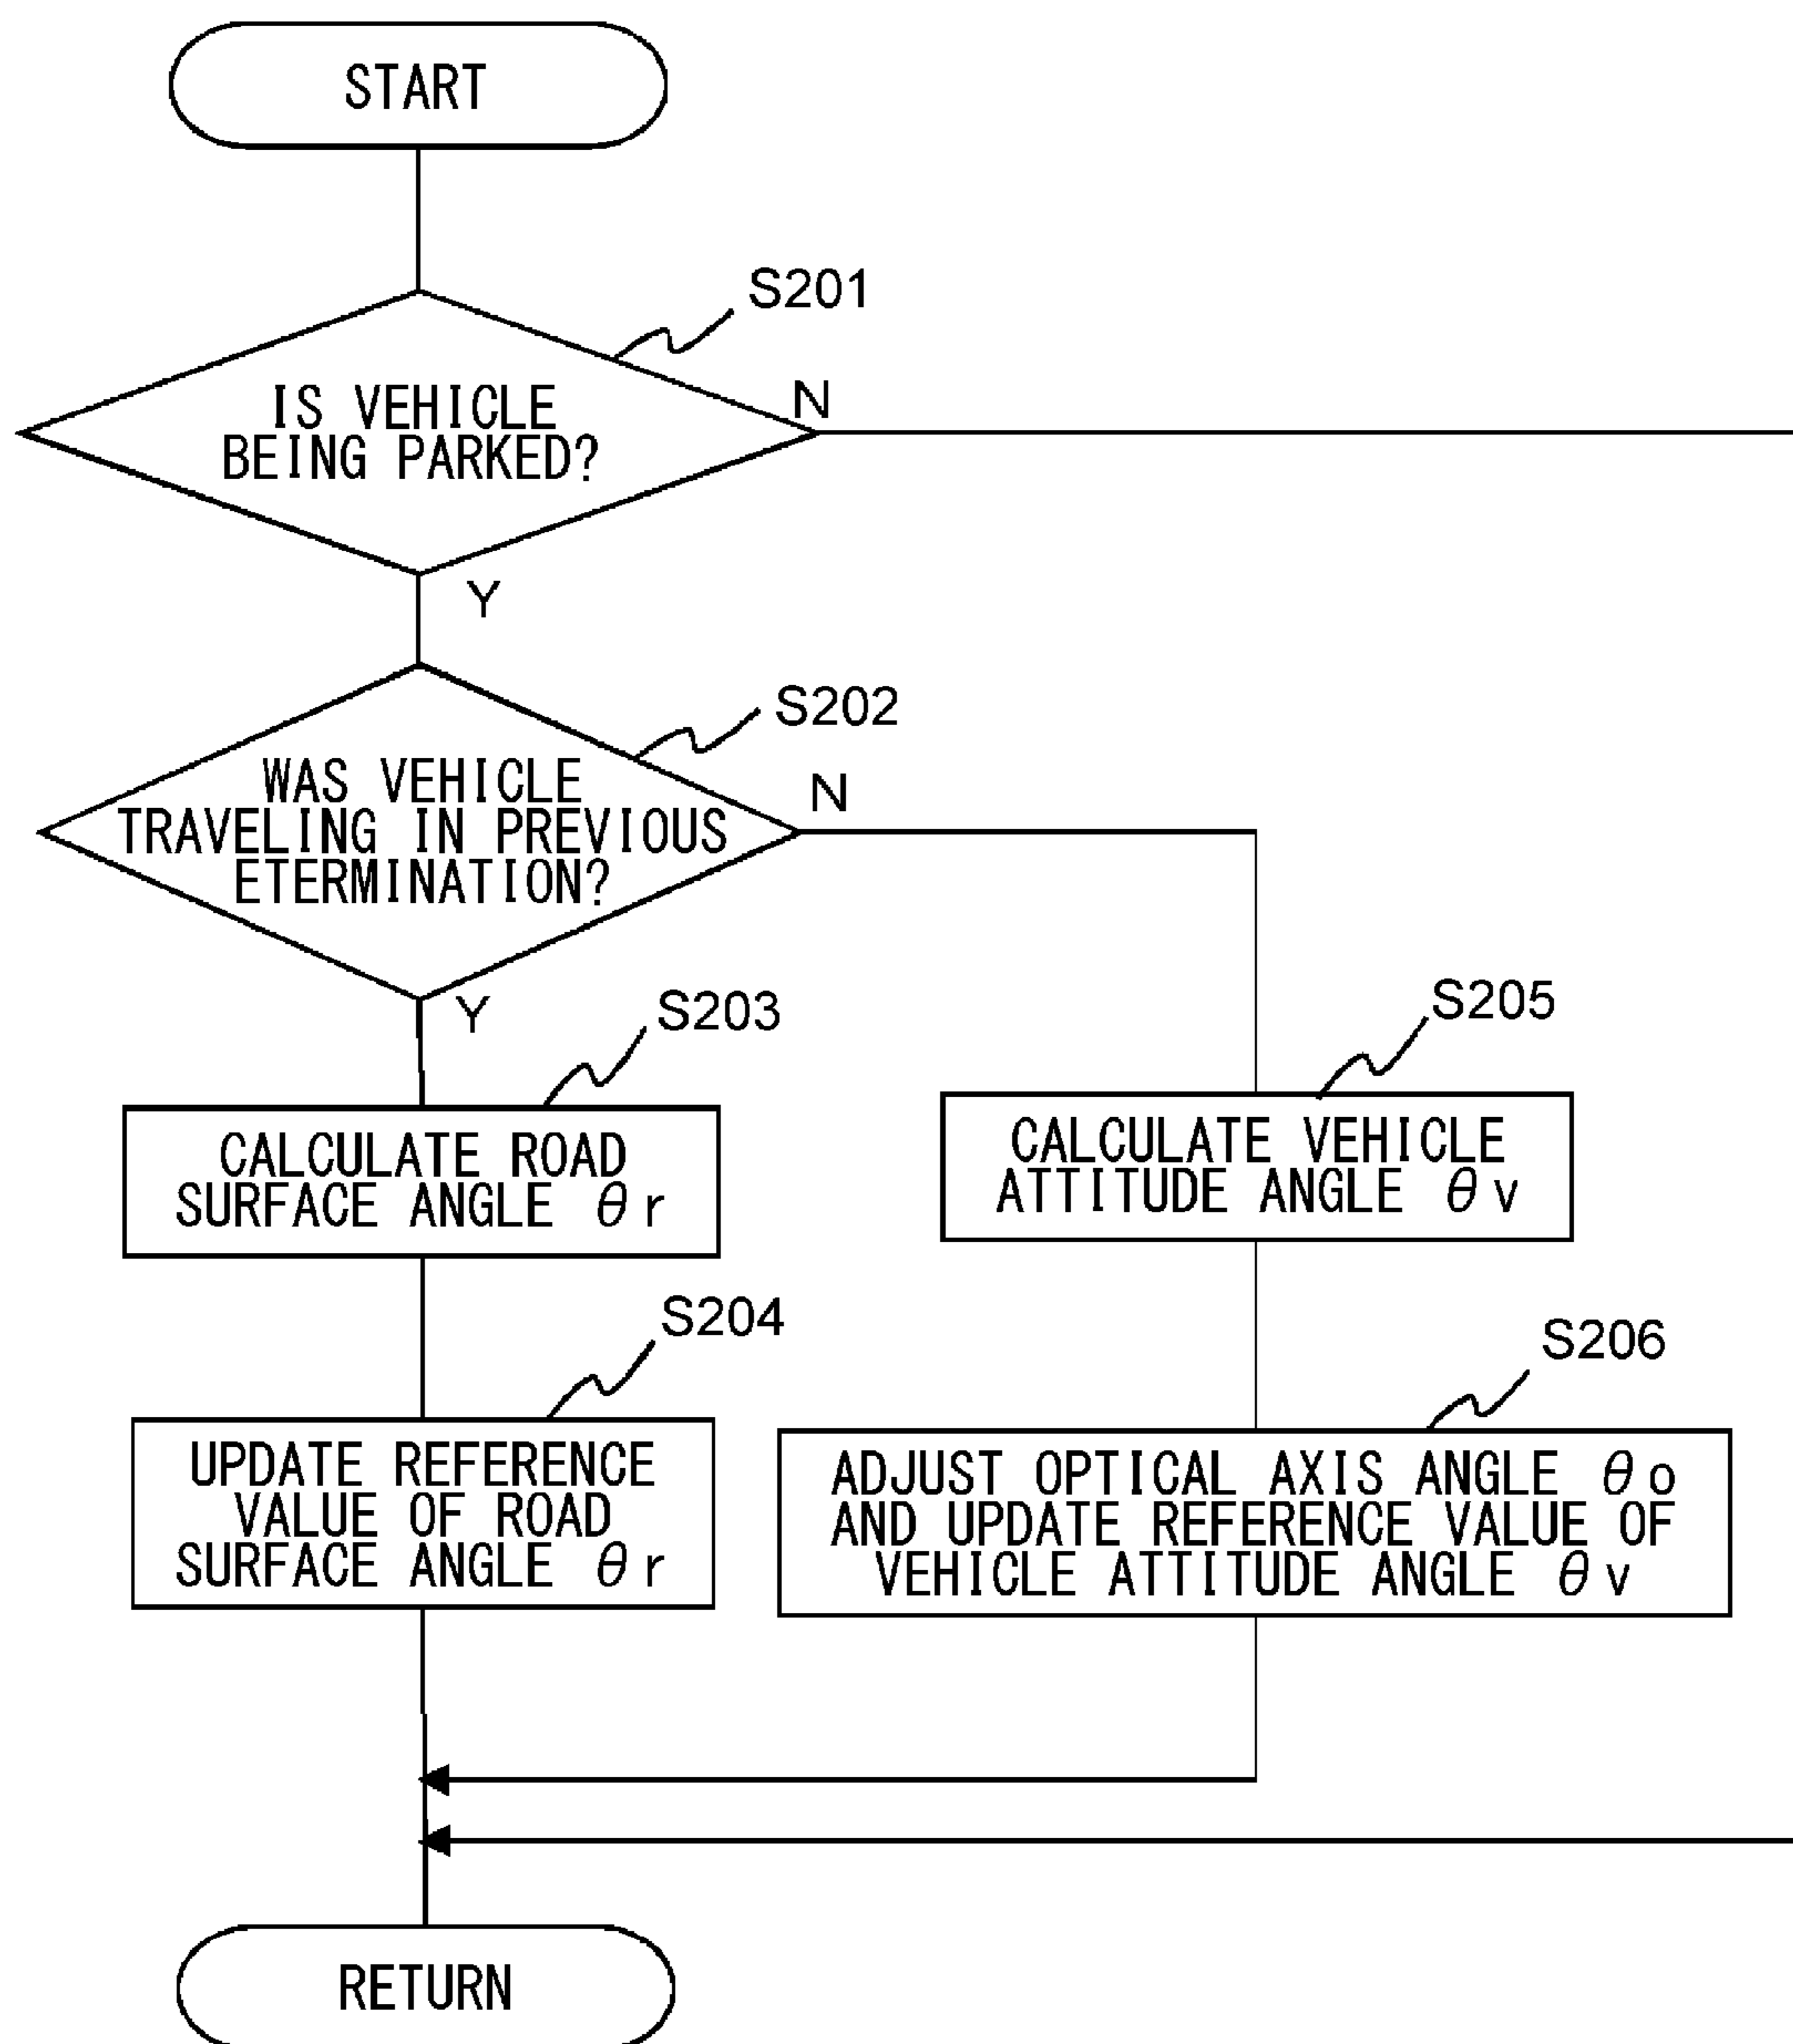 START
S201
IS VEHICLE
BEING PARKED?
N
Y
S202
WAS VEHICLE
TRAVELING IN PREVIOUS
ETERMINATION?
N
Y
S203
CALCULATE ROAD
SURFACE ANGLE θr
S205
CALCULATE VEHICLE
ATTITUDE ANGLE θv
S204
UPDATE REFERENCE
VALUE OF ROAD
SURFACE ANGLE θr
S206
ADJUST OPTICAL AXIS ANGLE θo
AND UPDATE REFERENCE VALUE OF
VEHICLE ATTITUDE ANGLE θv
RETURN